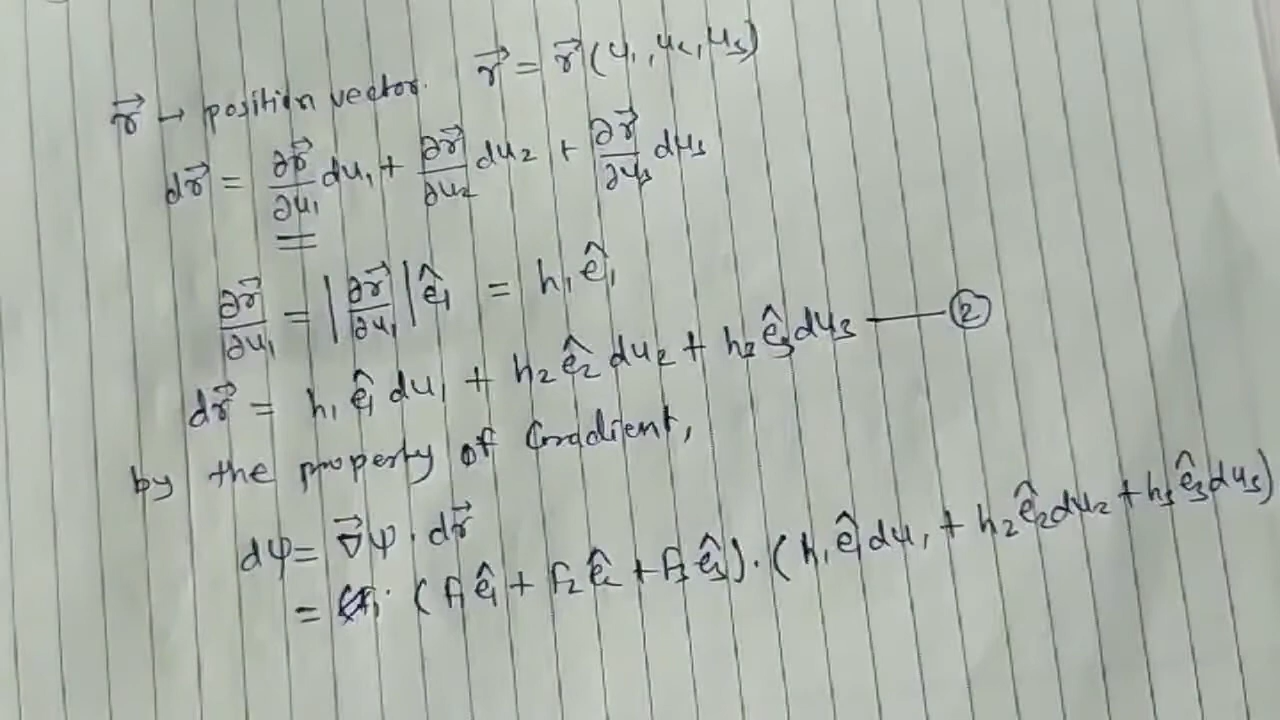 r⃗ → position vector. r⃗ = r⃗(u₁, u₂, u₃)
dr⃗ = ∂r⃗/∂u₁ du₁ + ∂r⃗/∂u₂ du₂ + ∂r⃗/∂u₃ du₃
∂r⃗/∂u₁ = |∂r⃗/∂u₁| ê₁ = h₁ ê₁
dr⃗ = h₁ ê₁ du₁ + h₂ ê₂ du₂ + h₃ ê₃ du₃ —— ②
by the property of Gradient,
dψ = ∇⃗ψ · dr⃗
= (f₁ ê₁ + f₂ ê₂ + f₃ ê₃) · (h₁ ê₁ du₁ + h₂ ê₂ du₂ + h₃ ê₃ du₃)